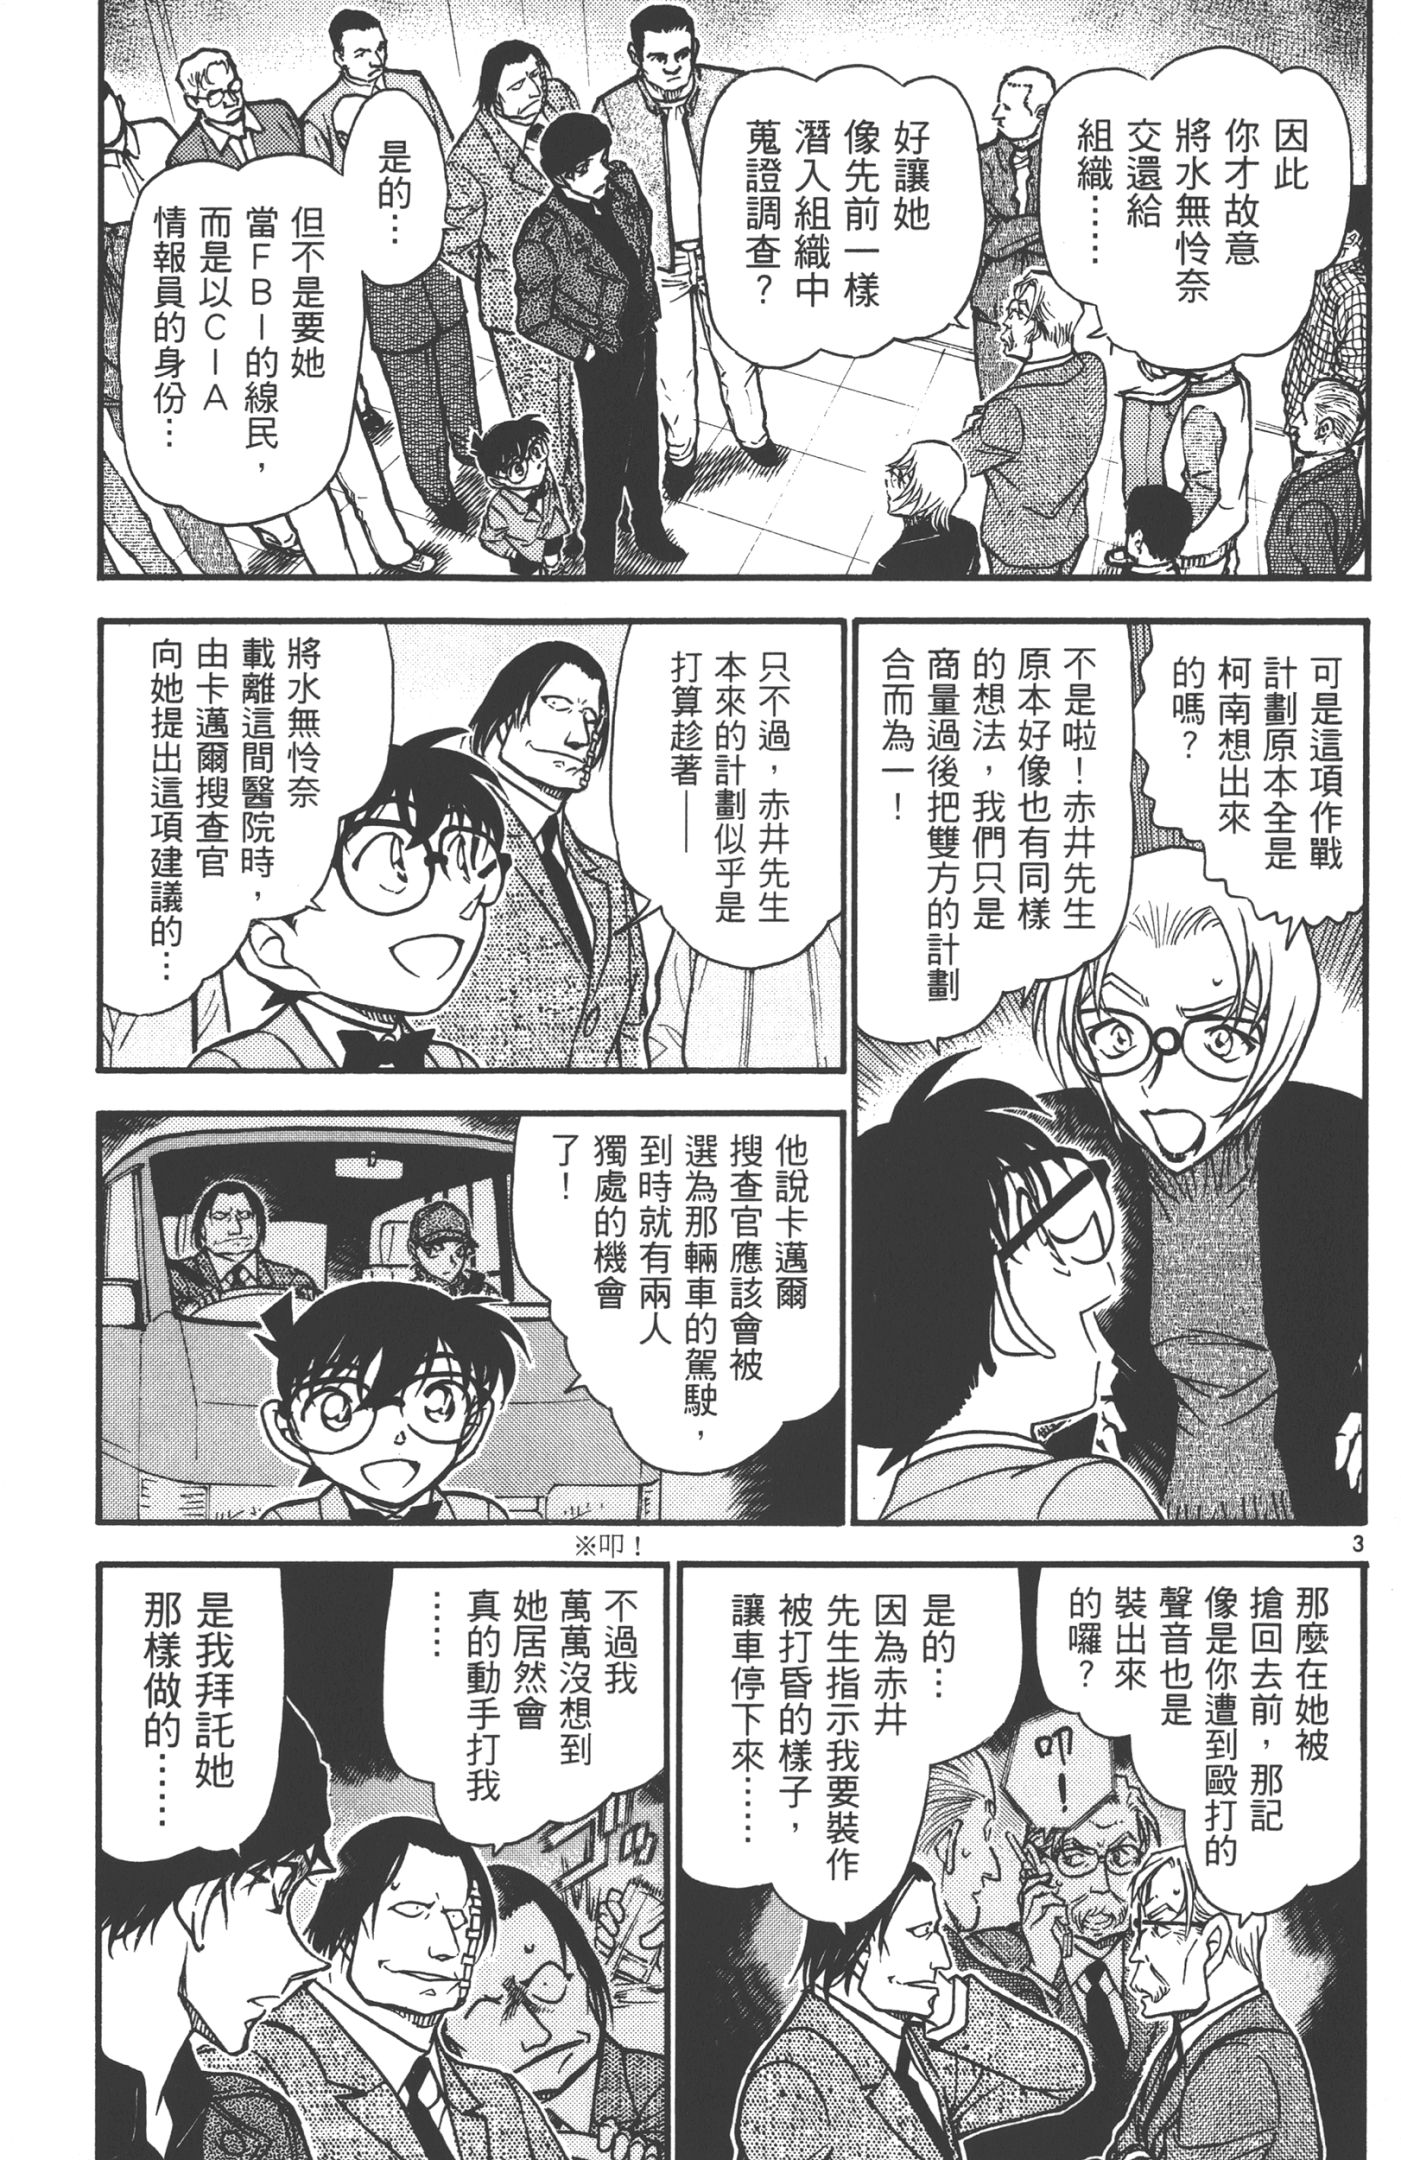 因此
你才故意
將水無怜奈
交還給
組織……
好讓她
像先前一樣
潛入組織中
蒐證調查？
是的…
但不是要她
當FBI的線民，
而是以CIA
情報員的身份…
可是這項作戰
計劃原本全是
柯南想出來
的嗎？
不是啦！赤井先生
原本好像也有同樣
的想法，我們只是
商量過後把雙方的計劃
合而為一！
只不過，赤井先生
本來的計劃似乎是
打算趁著——
將水無怜奈
載離這間醫院時，
由卡邁爾搜查官
向她提出這項建議的…
他說卡邁爾
搜查官應該會被
選為那輛車的駕駛，
到時就有兩人
獨處的機會
了！
3
※叩！
那麼在她被
搶回去前，那記
像是你遭到毆打的
聲音也是
裝出來
的囉？
叩！
是的…
因為赤井
先生指示我要裝作
被打昏的樣子，
讓車停下來……
不過我
萬萬沒想到
她居然會
真的動手打我
……
ゴゴッ
是我拜託她
那樣做的……